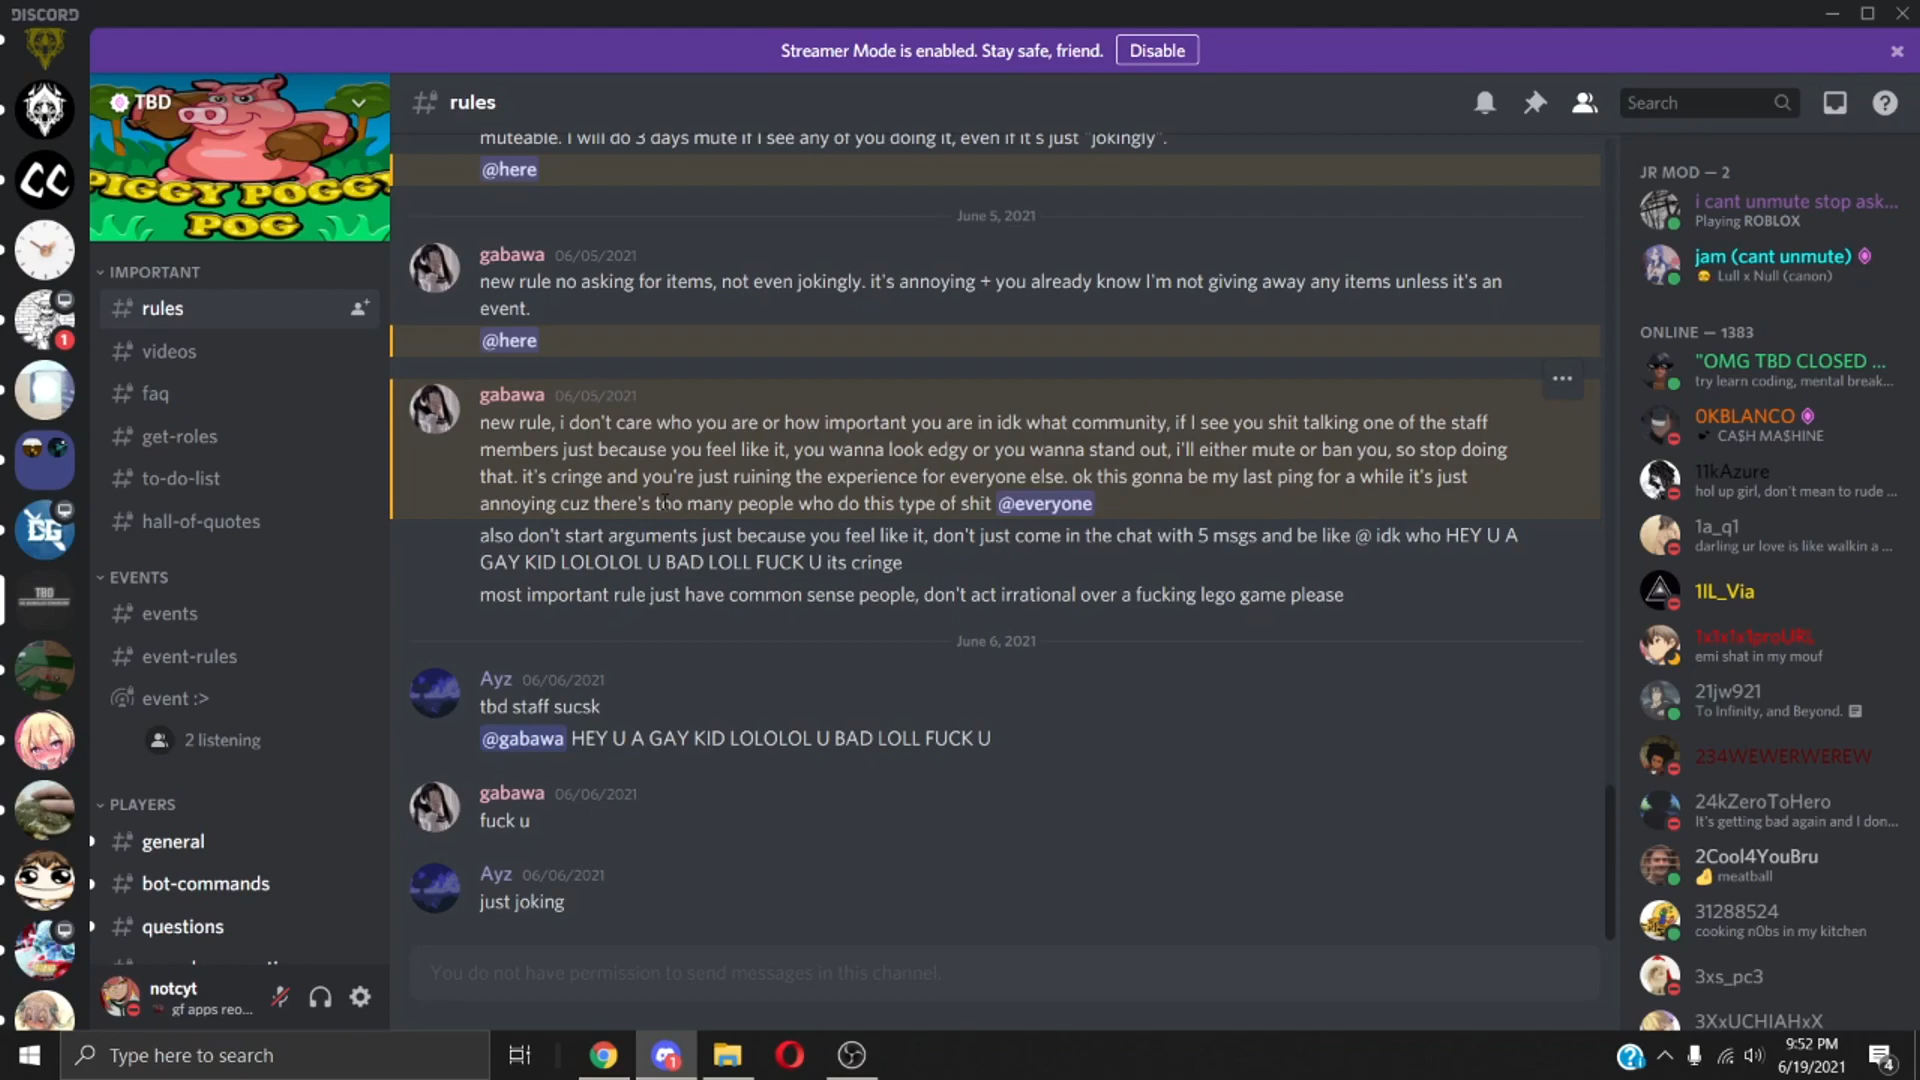 DISCORD
Streamer Mode is enabled. Stay safe, friend.
Disable
TBD
PIGGY POGGY
POG
rules
Search
IMPORTANT
rules
videos
faq
get-roles
to-do-list
hall-of-quotes
EVENTS
events
event-rules
event :>
2 listening
PLAYERS
general
bot-commands
questions
notcyt
gf apps reo...
muteable. I will do 3 days mute if I see any of you doing it, even if it's just "jokingly".
@here
June 5, 2021
gabawa 06/05/2021
new rule no asking for items, not even jokingly. it's annoying + you already know I'm not giving away any items unless it's an
event.
@here
gabawa 06/05/2021
new rule, i don't care who you are or how important you are in idk what community, if I see you shit talking one of the staff
members just because you feel like it, you wanna look edgy or you wanna stand out, i'll either mute or ban you, so stop doing
that. it's cringe and you're just ruining the experience for everyone else. ok this gonna be my last ping for a while it's just
annoying cuz there's too many people who do this type of shit @everyone
also don't start arguments just because you feel like it, don't just come in the chat with 5 msgs and be like @ idk who HEY U A
GAY KID LOLOLOL U BAD LOLL FUCK U its cringe
most important rule just have common sense people, don't act irrational over a fucking lego game please
June 6, 2021
Ayz 06/06/2021
tbd staff sucsk
@gabawa HEY U A GAY KID LOLOLOL U BAD LOLL FUCK U
gabawa 06/06/2021
fuck u
Ayz 06/06/2021
just joking
You do not have permission to send messages in this channel.
JR MOD — 2
i cant unmute stop ask...
Playing ROBLOX
jam (cant unmute)
Lull x Null (canon)
ONLINE — 1383
"OMG TBD CLOSED ...
try learn coding, mental break...
0KBLANCO
CA$H MA$HINE
11kAzure
hol up girl, don't mean to rude ...
1a_q1
darling ur love is like walkin a ...
1IL_Via
1x1x1x1proURL
emi shat in my mouf
21jw921
To Infinity, and Beyond.
234WEWERWEREW
24kZeroToHero
It's getting bad again and I don...
2Cool4YouBru
meatball
31288524
cooking n0bs in my kitchen
3xs_pc3
3XxUCHIAHxX
CC
1
TBD
Type here to search
1
9:52 PM
6/19/2021
4